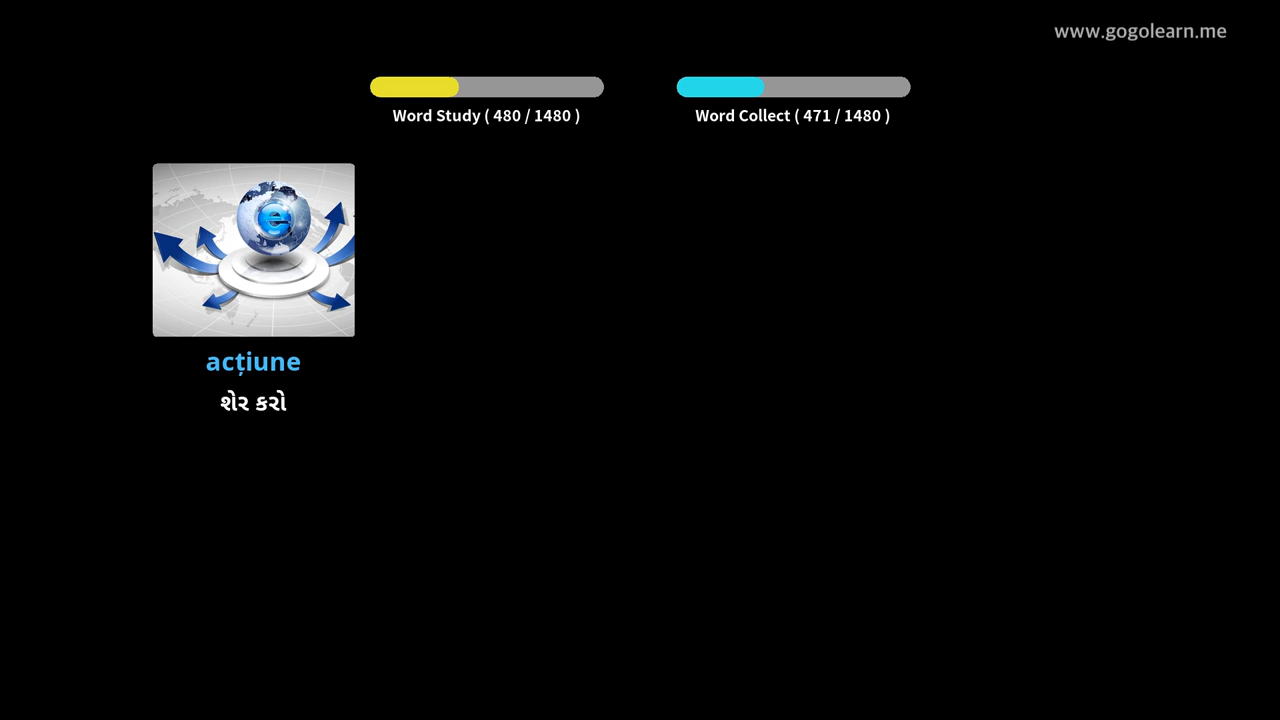 www.gogolearn.me
Word Study ( 480 / 1480 )
Word Collect ( 471 / 1480 )
e
acțiune
શેર કરો